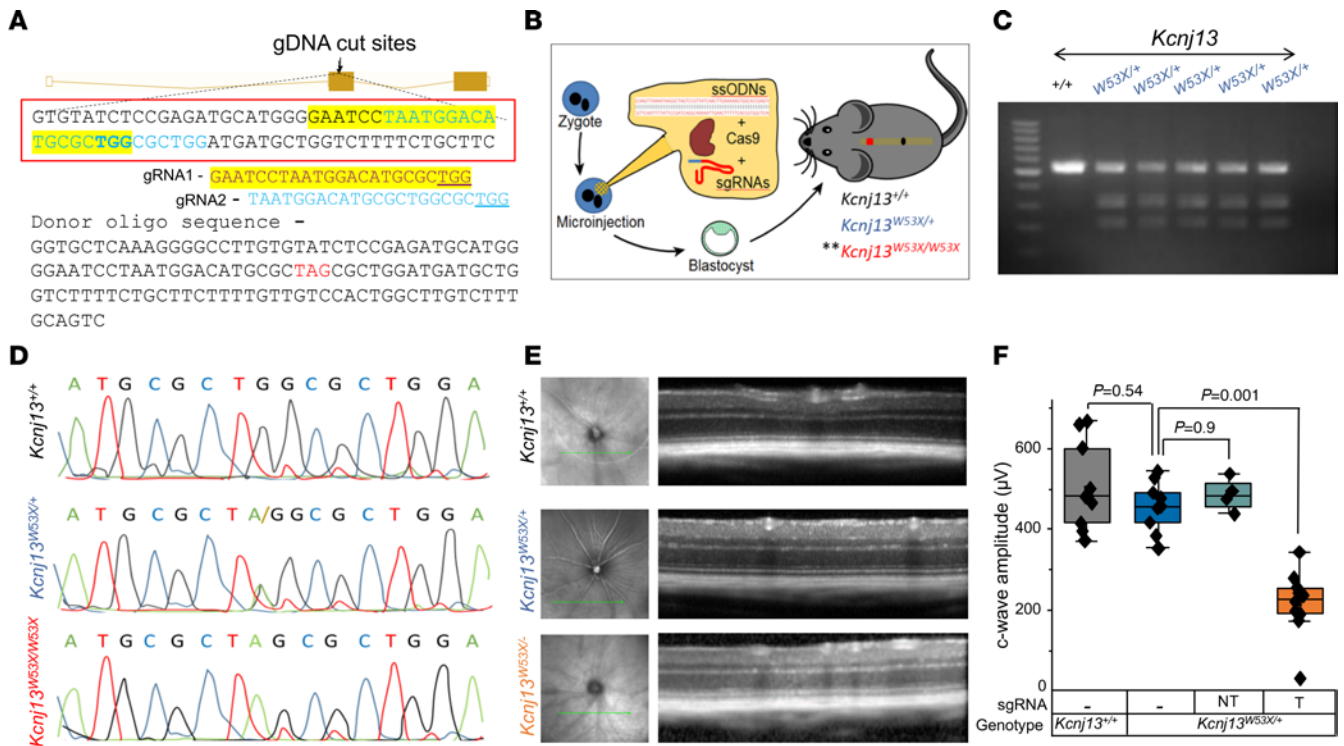 A
gDNA cut sites
GTGTATCTCCGAGATGCATGGGGAATCCTAATGGACA
TGCGCTGGCGCTGGATGATGCTGGTCTTTTCTGCTTC
gRNA1 - GAATCCTAATGGACATGCGCTGG
gRNA2 - TAATGGACATGCGCTGGCGCTGG
Donor oligo sequence –
GGTGCTCAAAGGGGCCTTGTGTATCTCCGAGATGCATGG
GGAATCCTAATGGACATGCGCTAGCGCTGGATGATGCTG
GTCTTTTCTGCTTCTTTTGTTGTCCACTGGCTTGTCTTT
GCAGTC
B
Zygote
Microinjection
ssODNs
+
Cas9
+
sgRNAs
Blastocyst
Kcnj13+/+
Kcnj13W53X/+
**Kcnj13W53X/W53X
C
Kcnj13
+/+ W53X/+ W53X/+ W53X/+ W53X/+ W53X/+
D
Kcnj13+/+
A T G C G C T G G C G C T G G A
Kcnj13W53X/+
A T G C G C T A/G G C G C T G G A
Kcnj13W53X/W53X
A T G C G C T A G C G C T G G A
E
Kcnj13+/+
Kcnj13W53X/+
Kcnj13W53X/-
F
c-wave amplitude (µV)
600
400
200
0
P=0.54
P=0.001
P=0.9
sgRNA - - NT T
Genotype Kcnj13+/+ Kcnj13W53X/+